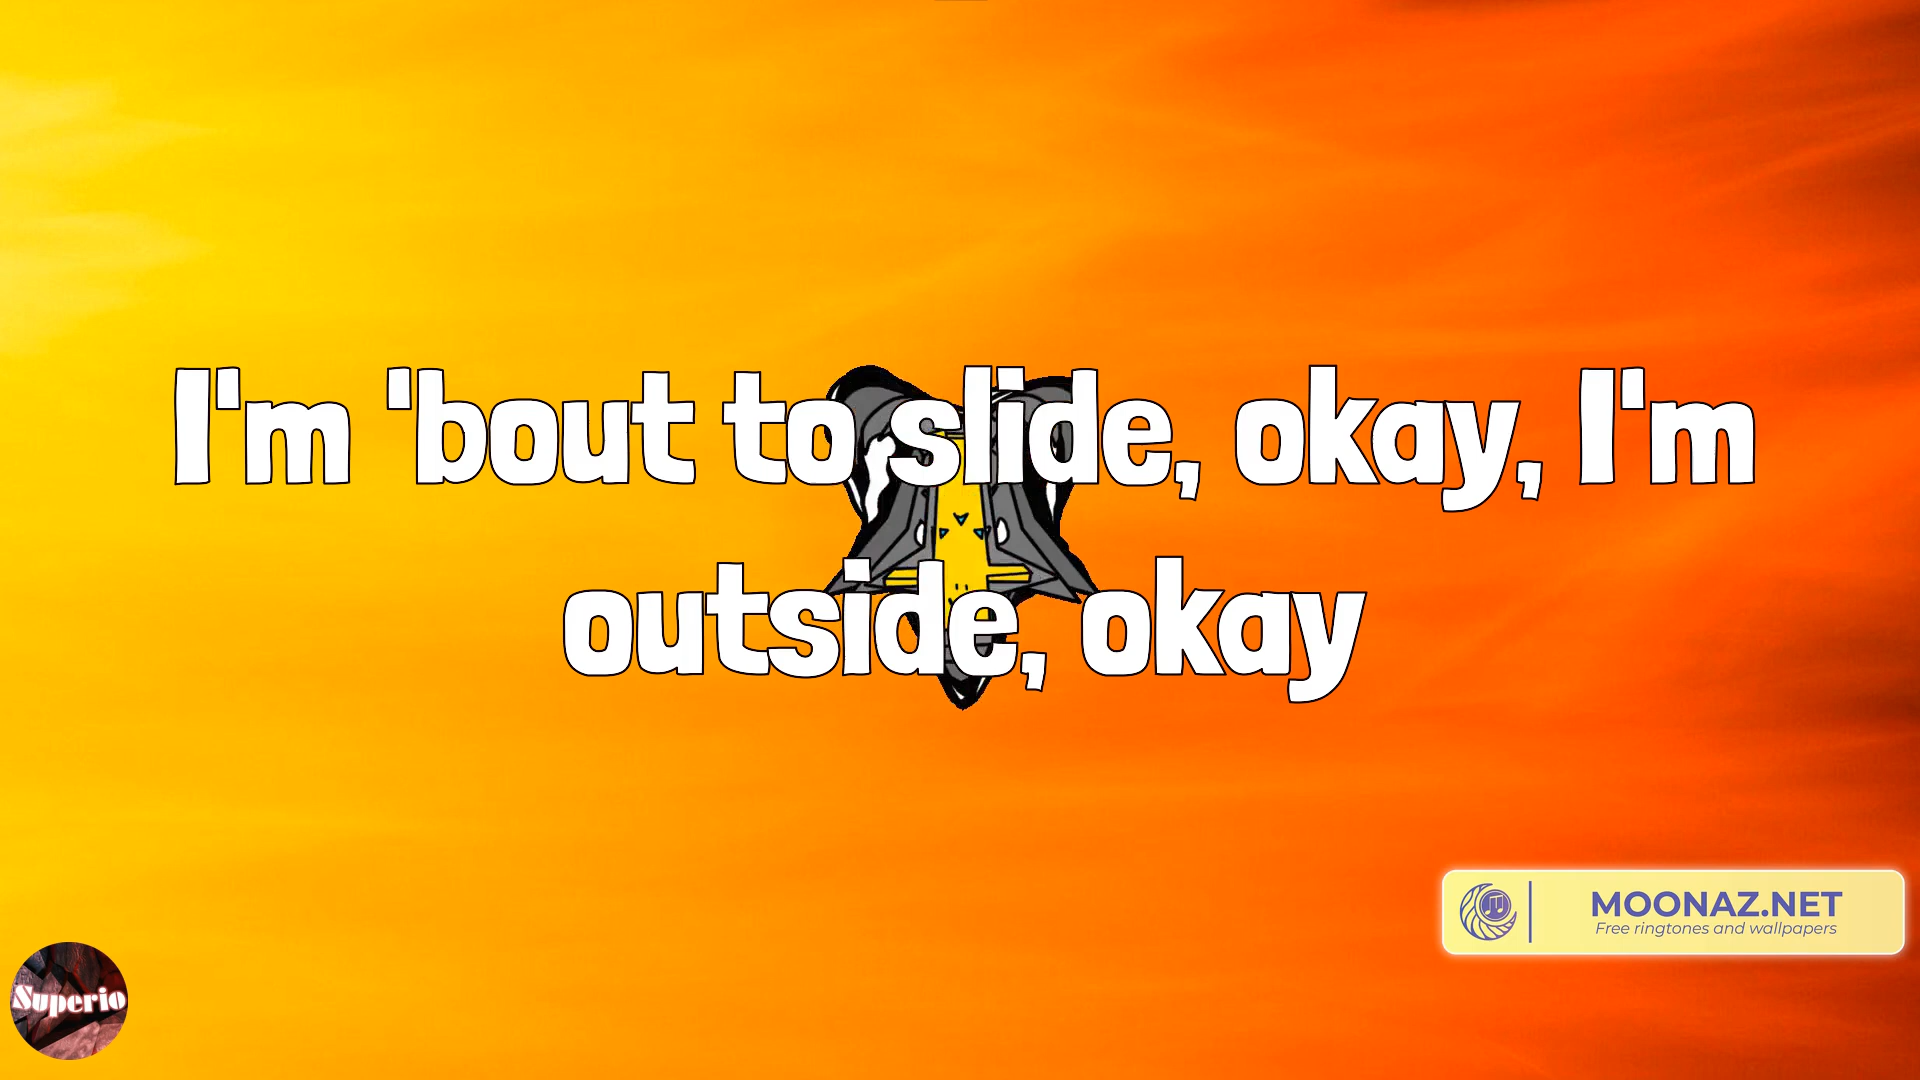 I'm 'bout to slide, okay, I'm
outside, okay
MOONAZ.NET
Free ringtones and wallpapers
Superio